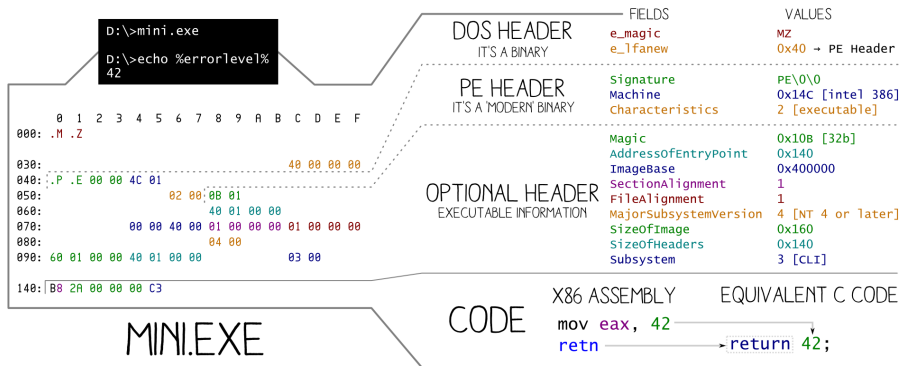 D:\>mini.exe
D:\>echo %errorlevel%
42
0 1 2 3 4 5 6 7 8 9 A B C D E F
000: .M .Z
030: 40 00 00 00
040: .P .E 00 00 4C 01
050: 02 00 0B 01
060: 40 01 00 00
070: 00 00 40 00 01 00 00 00 01 00 00 00
080: 04 00
090: 60 01 00 00 40 01 00 00 03 00
140: B8 2A 00 00 00 C3
MINI.EXE
FIELDS VALUES
DOS HEADER
IT'S A BINARY
e_magic MZ
e_lfanew 0x40 → PE Header
PE HEADER
IT'S A 'MODERN' BINARY
Signature PE\0\0
Machine 0x14C [intel 386]
Characteristics 2 [executable]
OPTIONAL HEADER
EXECUTABLE INFORMATION
Magic 0x10B [32b]
AddressOfEntryPoint 0x140
ImageBase 0x400000
SectionAlignment 1
FileAlignment 1
MajorSubsystemVersion 4 [NT 4 or later]
SizeOfImage 0x160
SizeOfHeaders 0x140
Subsystem 3 [CLI]
CODE
X86 ASSEMBLY EQUIVALENT C CODE
mov eax, 42
retn return 42;